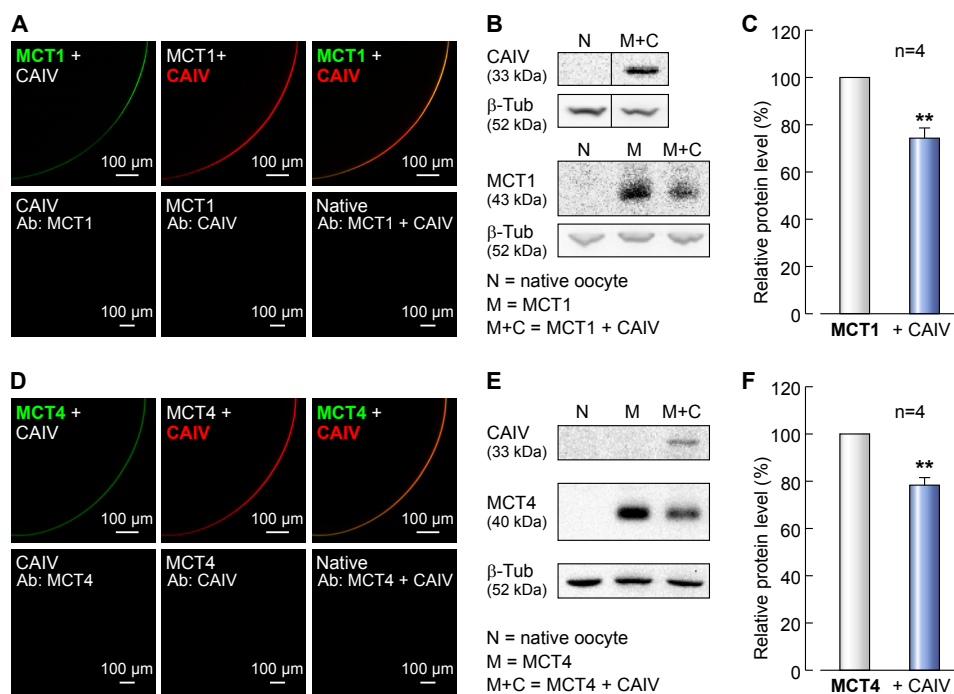 A
MCT1 +
CAIV
100 µm
MCT1+
CAIV
100 µm
MCT1 +
CAIV
100 µm
CAIV
Ab: MCT1
100 µm
MCT1
Ab: CAIV
100 µm
Native
Ab: MCT1 + CAIV
100 µm
B
N M+C
CAIV
(33 kDa)
β-Tub
(52 kDa)
N M M+C
MCT1
(43 kDa)
β-Tub
(52 kDa)
N = native oocyte
M = MCT1
M+C = MCT1 + CAIV
C
Relative protein level (%)
120
100
80
60
40
20
0
n=4
**
MCT1 + CAIV
D
MCT4 +
CAIV
100 µm
MCT4 +
CAIV
100 µm
MCT4 +
CAIV
100 µm
CAIV
Ab: MCT4
100 µm
MCT4
Ab: CAIV
100 µm
Native
Ab: MCT4 + CAIV
100 µm
E
N M M+C
CAIV
(33 kDa)
MCT4
(40 kDa)
β-Tub
(52 kDa)
N = native oocyte
M = MCT4
M+C = MCT4 + CAIV
F
Relative protein level (%)
120
100
80
60
40
20
0
n=4
**
MCT4 + CAIV